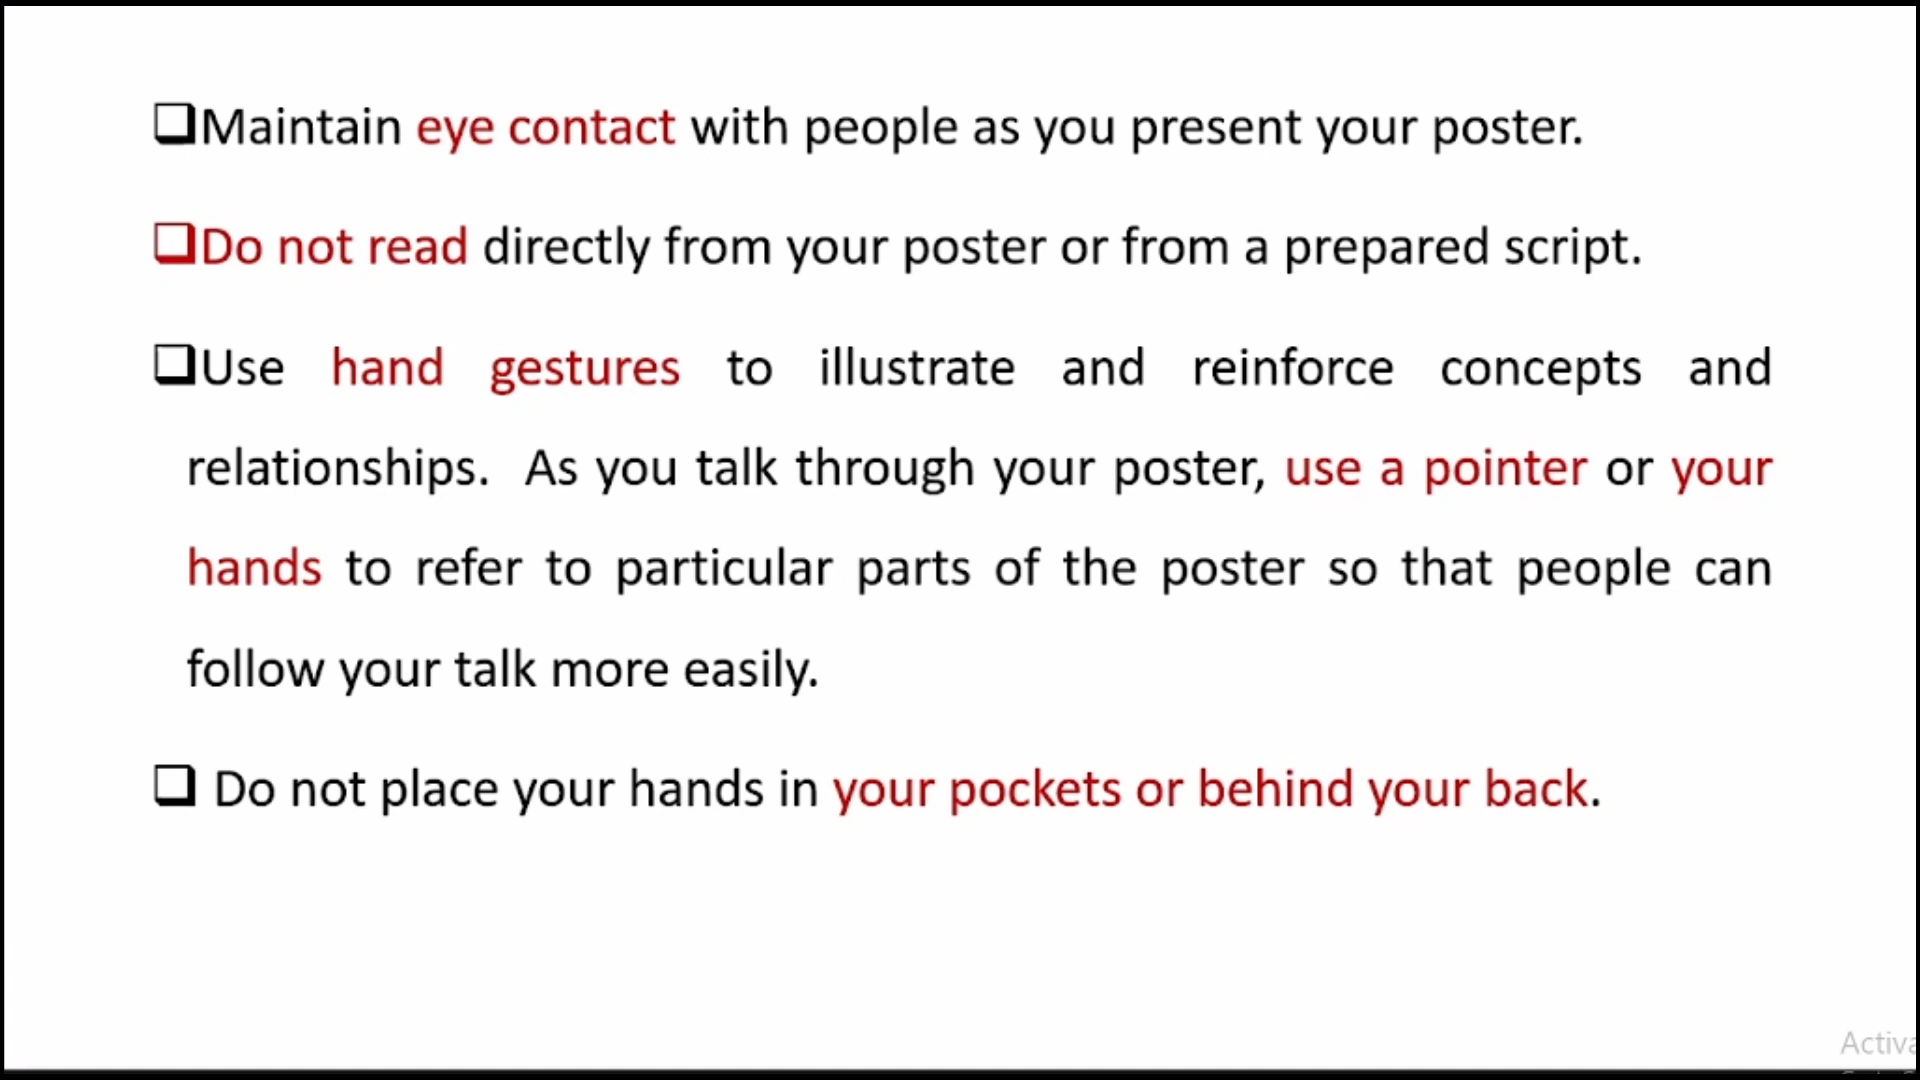 ❑Maintain eye contact with people as you present your poster.
❑Do not read directly from your poster or from a prepared script.
❑Use hand gestures to illustrate and reinforce concepts and
relationships. As you talk through your poster, use a pointer or your
hands to refer to particular parts of the poster so that people can
follow your talk more easily.
❑ Do not place your hands in your pockets or behind your back.
Activa